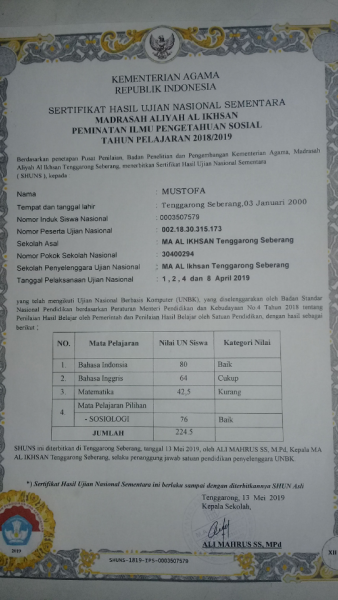 KEMENTERIAN AGAMA
REPUBLIK INDONESIA
SERTIFIKAT HASIL UJIAN NASIONAL SEMENTARA
MADRASAH ALIYAH AL IKHSAN
PEMINATAN ILMU PENGETAHUAN SOSIAL
TAHUN PELAJARAN 2018/2019
Berdasarkan penetapan Pusat Penilaian, Badan Penelitian dan Pengembangan Kementerian Agama, Madrasah
Aliyah Al Ikhsan Tenggarong Seberang, menerbitkan Sertifikat Hasil Ujian Nasional Sementara
( SHUNS ), kepada
Nama : MUSTOFA
Tempat dan tanggal lahir : Tenggarong Seberang, 03 Januari 2000
Nomor Induk Siswa Nasional : 0003507579
Nomor Peserta Ujian Nasional : 002.18.30.315.173
Sekolah Asal : MA AL IKHSAN Tenggarong Seberang
Nomor Pokok Sekolah Nasional : 30400294
Sekolah Penyelenggara Ujian Nasional : MA AL Ikhsan Tenggarong Seberang
Tanggal Pelaksanaan Ujian Nasional : 1, 2, 4 dan 8 April 2019
yang telah mengikuti Ujian Nasional Berbasis Komputer (UNBK), yang diselenggarakan oleh Badan Standar
Nasional Pendidikan berdasarkan Peraturan Menteri Pendidikan dan Kebudayaan No 4 Tahun 2018 tentang
Penilaian Hasil Belajar oleh Pemerintah dan Penilaian Hasil Belajar oleh Satuan Pendidikan, dengan hasil sebagai
berikut ;
NO. Mata Pelajaran Nilai UN Siswa Kategori Nilai
1. Bahasa Indonsia 80 Baik
2. Bahasa Inggris 64 Cukup
3. Matematika 42,5 Kurang
4. Mata Pelajaran Pilihan
- SOSIOLOGI 76 Baik
JUMLAH 224.5
SHUNS ini diterbitkan di Tenggarong Seberang, tanggal 13 Mei 2019, oleh ALI MAHRUS SS, M.Pd, Kepala MA
AL IKHSAN Tenggarong Seberang, selaku penanggung jawab satuan pendidikan penyelenggara UNBK.
*) Sertifikat Hasil Ujian Nasional Sementara ini berlaku sampai dengan diterbitkannya SHUN Asli
Tenggarong, 13 Mei 2019
Kepala Sekolah,
ALI MAHRUS SS, MPd
2019
XII
SHUNS-1819-IPS-0003507579